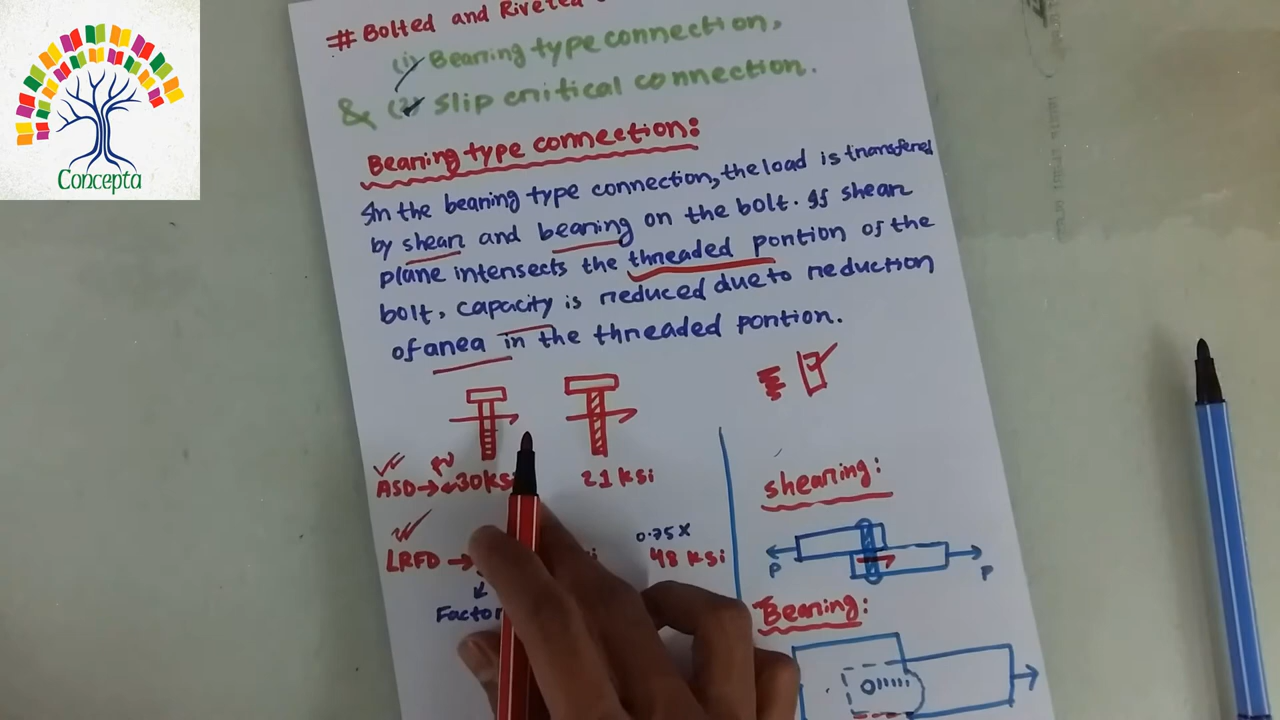 Concepta
# Bolted and Riveted
(1) Bearing type connection,
& (2) Slip critical connection.
Bearing type connection:
In the bearing type connection, the load is transfered
by shear and bearing on the bolt. If shear
plane intersects the threaded portion of the
bolt, capacity is reduced due to reduction
of area in the threaded portion.
ASD → 30ksi
21 ksi
LRFD →
0.75 x
48 ksi
Factor
shearing:
P
P
Bearing: